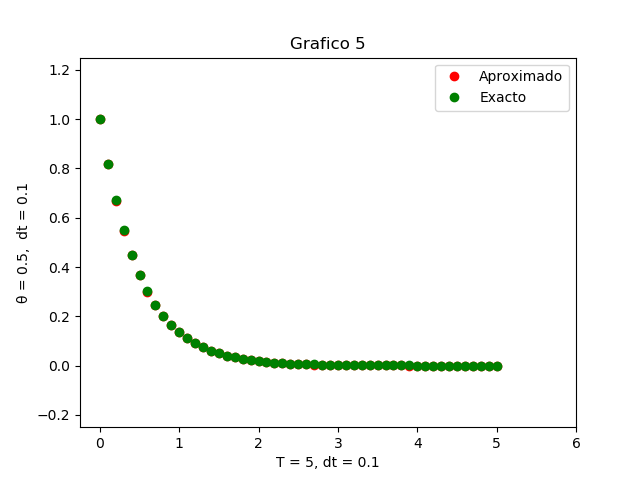 Grafico 5
Aproximado
Exacto
1.2
1.0
0.8
0.6
0.4
0.2
0.0
−0.2
θ = 0.5,  dt = 0.1
0 1 2 3 4 5 6
T = 5, dt = 0.1